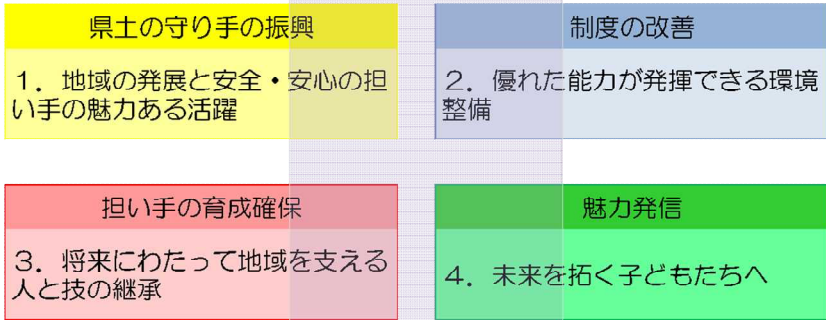 県土の守り手の振興
1．地域の発展と安全・安心の担
い手の魅力ある活躍
制度の改善
2．優れた能力が発揮できる環境
整備
担い手の育成確保
3．将来にわたって地域を支える
人と技の継承
魅力発信
4．未来を拓く子どもたちへ